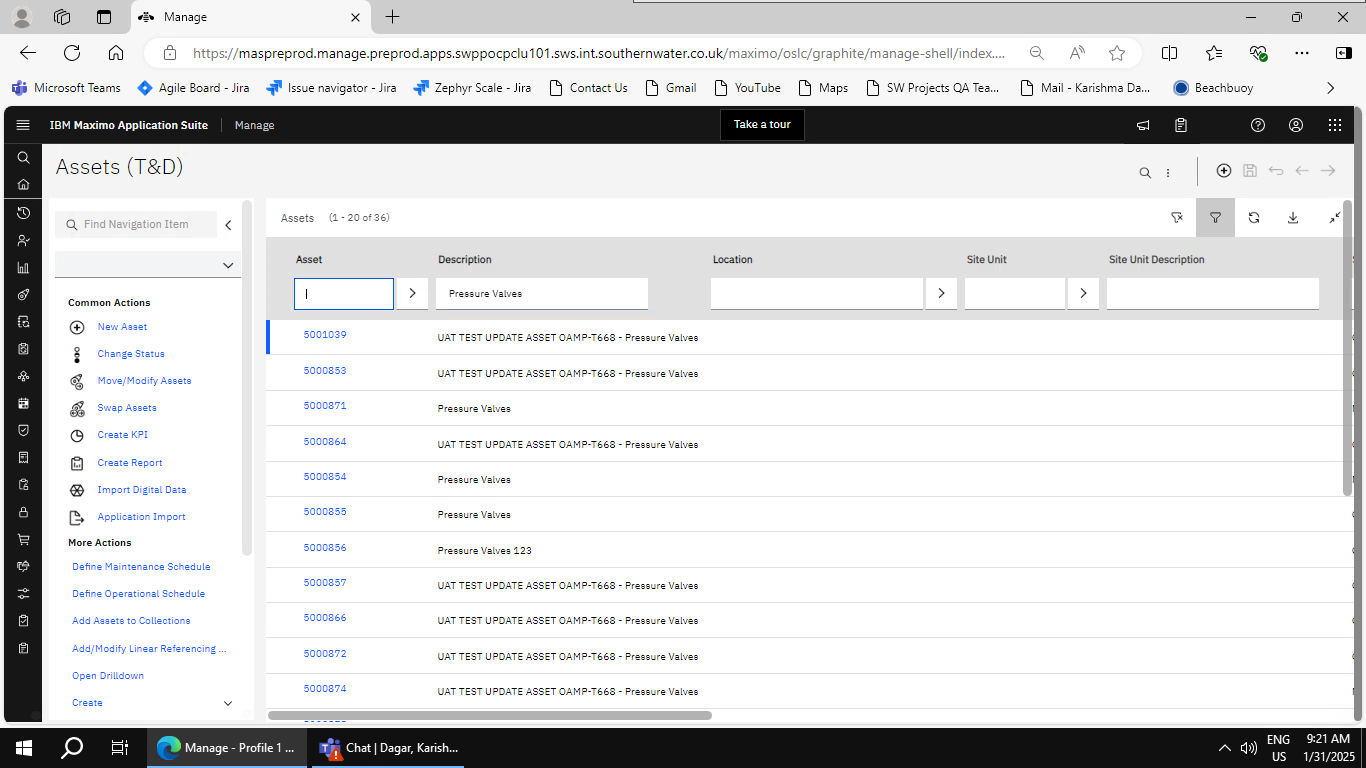 Manage
https://maspreprod.manage.preprod.apps.swppocpclu101.sws.int.southernwater.co.uk/maximo/oslc/graphite/manage-shell/index....
Microsoft Teams
Agile Board - Jira
Issue navigator - Jira
Zephyr Scale - Jira
Contact Us
Gmail
YouTube
Maps
SW Projects QA Tea...
Mail - Karishma Da...
Beachbuoy
IBM Maximo Application Suite
Manage
Take a tour
Assets (T&D)
Find Navigation Item
Common Actions
New Asset
Change Status
Move/Modify Assets
Swap Assets
Create KPI
Create Report
Import Digital Data
Application Import
More Actions
Define Maintenance Schedule
Define Operational Schedule
Add Assets to Collections
Add/Modify Linear Referencing ...
Open Drilldown
Create
Assets (1 - 20 of 36)
Asset Description Location Site Unit Site Unit Description
Pressure Valves
5001039 UAT TEST UPDATE ASSET OAMP-T668 - Pressure Valves
5000853 UAT TEST UPDATE ASSET OAMP-T668 - Pressure Valves
5000871 Pressure Valves
5000864 UAT TEST UPDATE ASSET OAMP-T668 - Pressure Valves
5000854 Pressure Valves
5000855 Pressure Valves
5000856 Pressure Valves 123
5000857 UAT TEST UPDATE ASSET OAMP-T668 - Pressure Valves
5000866 UAT TEST UPDATE ASSET OAMP-T668 - Pressure Valves
5000872 UAT TEST UPDATE ASSET OAMP-T668 - Pressure Valves
5000874 UAT TEST UPDATE ASSET OAMP-T668 - Pressure Valves
Manage - Profile 1 ...
Chat | Dagar, Karish...
ENG
US
9:21 AM
1/31/2025